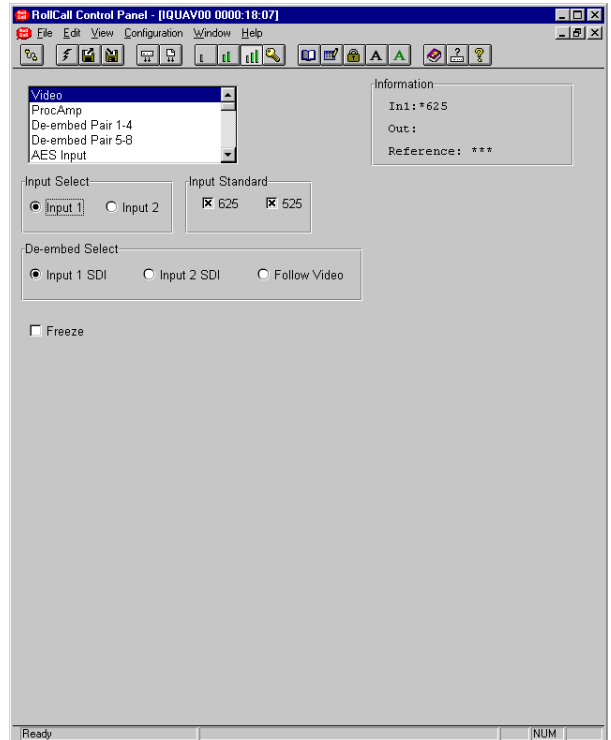 RollCall Control Panel - [IQUAV00 0000:18:07]
File Edit View Configuration Window Help
A A
Video
ProcAmp
De-embed Pair 1-4
De-embed Pair 5-8
AES Input
Information
In1:*625
Out:
Reference: ***
Input Select
Input 1 Input 2
Input Standard
625 525
De-embed Select
Input 1 SDI Input 2 SDI Follow Video
Freeze
Ready NUM